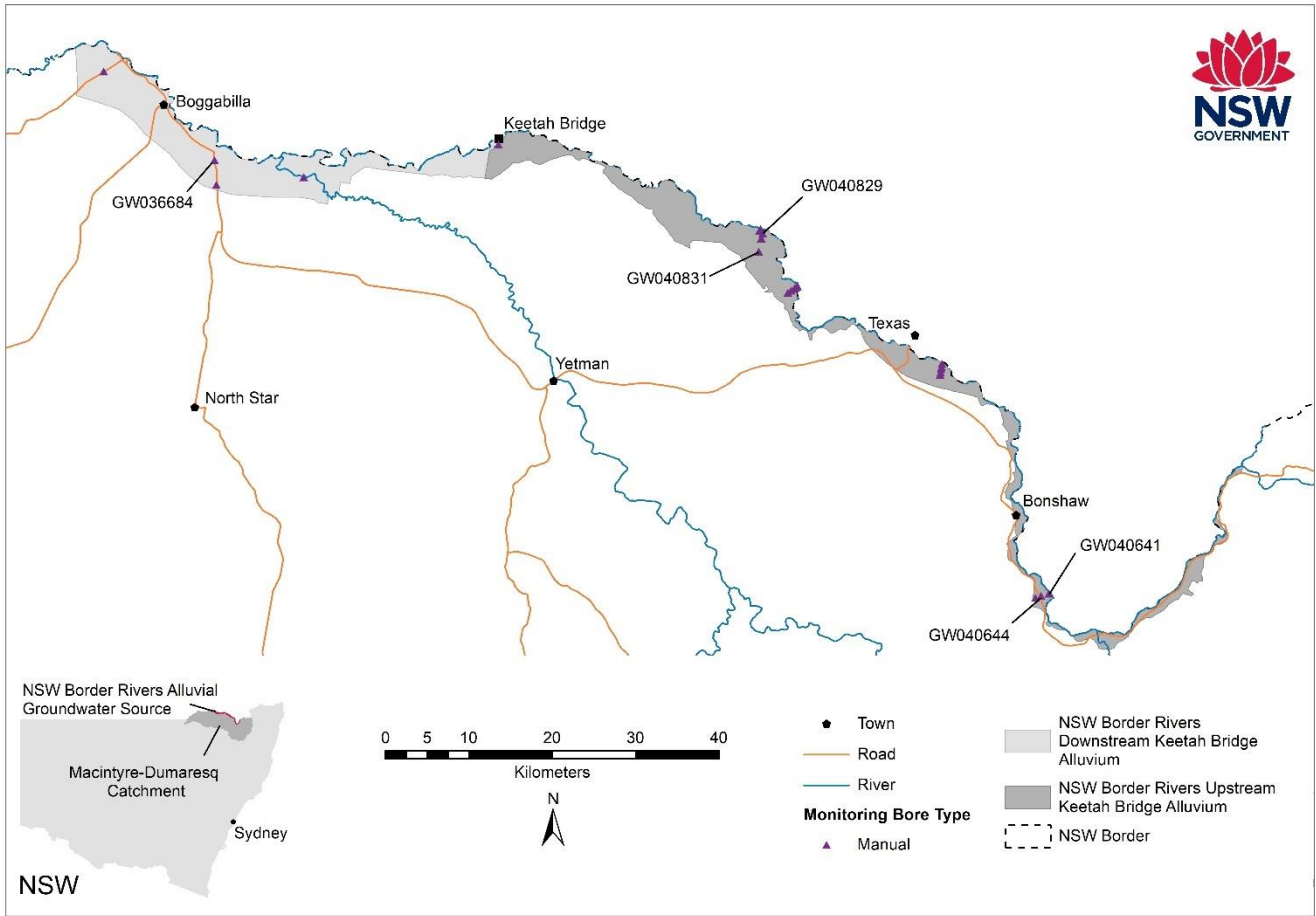 NSW
GOVERNMENT
Boggabilla
Keetah Bridge
GW036684
GW040829
GW040831
Texas
Yetman
North Star
Bonshaw
GW040641
GW040644
NSW Border Rivers Alluvial
Groundwater Source
Macintyre-Dumaresq
Catchment
Sydney
NSW
0 5 10 20 30 40
Kilometers
N
Town
Road
River
Monitoring Bore Type
Manual
NSW Border Rivers
Downstream Keetah Bridge
Alluvium
NSW Border Rivers Upstream
Keetah Bridge Alluvium
NSW Border